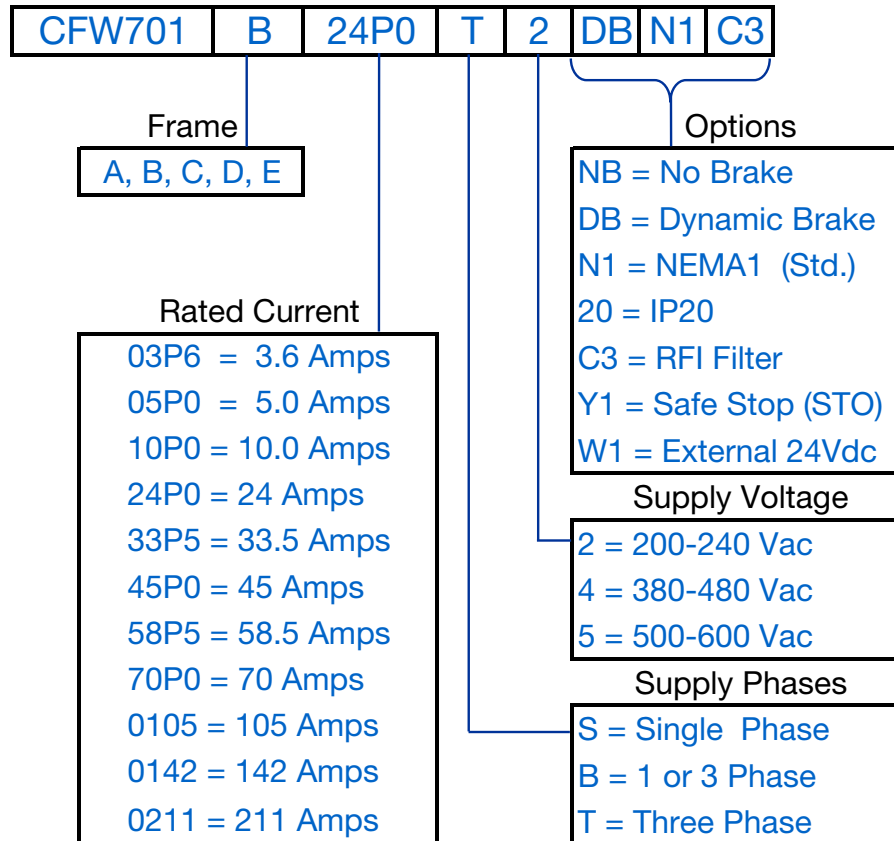 CFW701 B 24P0 T 2 DB N1 C3
Frame
A, B, C, D, E
Rated Current
03P6 = 3.6 Amps
05P0 = 5.0 Amps
10P0 = 10.0 Amps
24P0 = 24 Amps
33P5 = 33.5 Amps
45P0 = 45 Amps
58P5 = 58.5 Amps
70P0 = 70 Amps
0105 = 105 Amps
0142 = 142 Amps
0211 = 211 Amps
Options
NB = No Brake
DB = Dynamic Brake
N1 = NEMA1 (Std.)
20 = IP20
C3 = RFI Filter
Y1 = Safe Stop (STO)
W1 = External 24Vdc
Supply Voltage
2 = 200-240 Vac
4 = 380-480 Vac
5 = 500-600 Vac
Supply Phases
S = Single Phase
B = 1 or 3 Phase
T = Three Phase